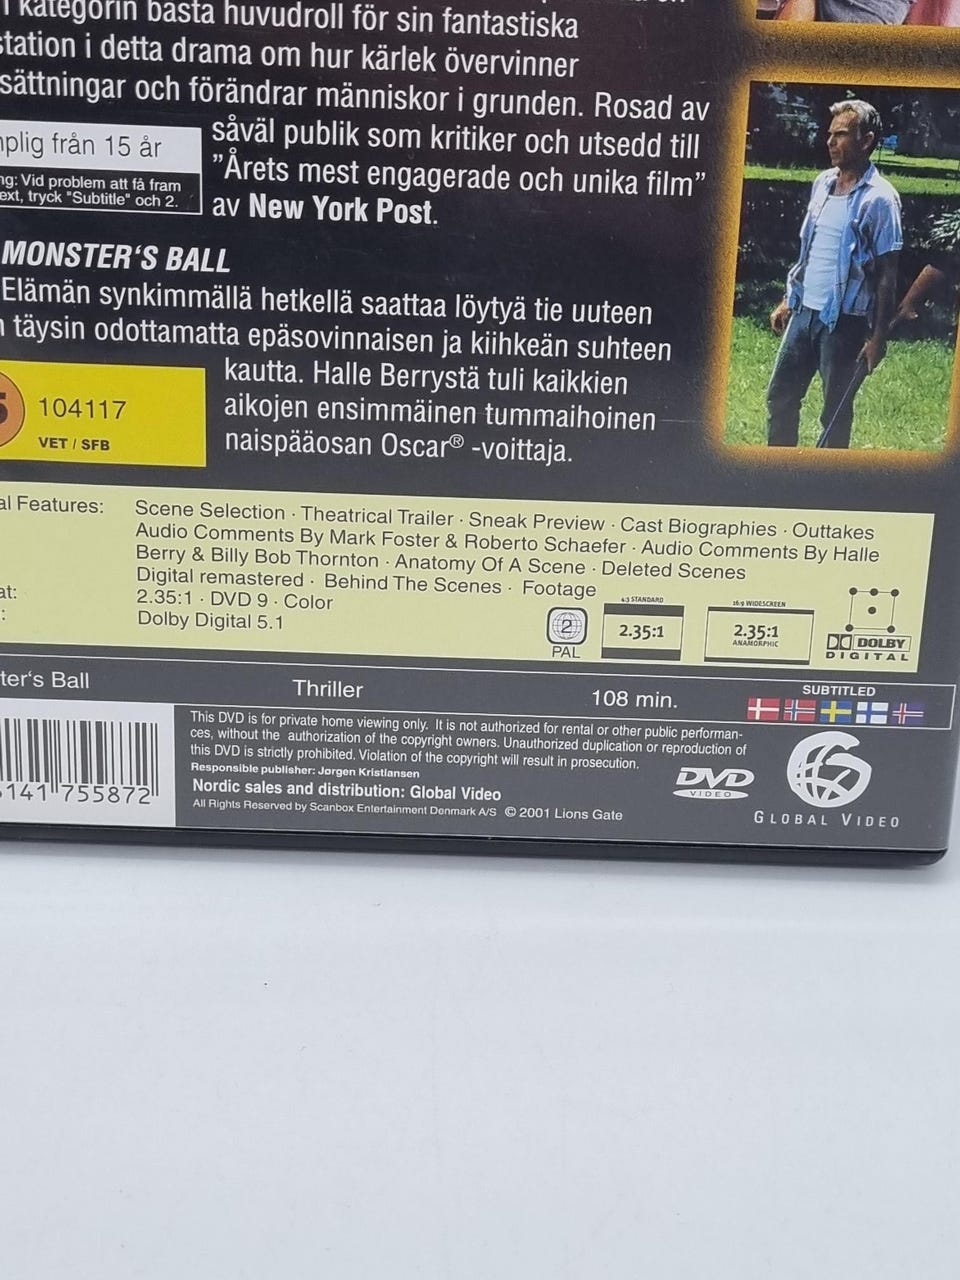 kategorin bästa huvudroll för sin fantastiska
station i detta drama om hur kärlek övervinner
sättningar och förändrar människor i grunden. Rosad av
såväl publik som kritiker och utsedd till
"Årets mest engagerade och unika film"
av New York Post.
plig från 15 år
ng: Vid problem att få fram
ext, tryck "Subtitle" och 2.
MONSTER'S BALL
Elämän synkimmällä hetkellä saattaa löytyä tie uuteen
täysin odottamatta epäsovinnaisen ja kiihkeän suhteen
kautta. Halle Berrystä tuli kaikkien
aikojen ensimmäinen tummaihoinen
naispääosan Oscar® -voittaja.
5 104117
VET / SFB
al Features: Scene Selection · Theatrical Trailer · Sneak Preview · Cast Biographies · Outtakes
Audio Comments By Mark Foster & Roberto Schaefer · Audio Comments By Halle
Berry & Billy Bob Thornton · Anatomy Of A Scene · Deleted Scenes
Digital remastered · Behind The Scenes · Footage
at: 2.35:1 · DVD 9 · Color
: Dolby Digital 5.1
2
PAL
4:3 STANDARD
2.35:1
16:9 WIDESCREEN
2.35:1
ANAMORPHIC
DOLBY
DIGITAL
ter's Ball Thriller 108 min. SUBTITLED
This DVD is for private home viewing only. It is not authorized for rental or other public performan-
ces, without the authorization of the copyright owners. Unauthorized duplication or reproduction of
this DVD is strictly prohibited. Violation of the copyright will result in prosecution.
Responsible publisher: Jørgen Kristiansen
Nordic sales and distribution: Global Video
All Rights Reserved by Scanbox Entertainment Denmark A/S © 2001 Lions Gate
141 755872
DVD
VIDEO
GLOBAL VIDEO